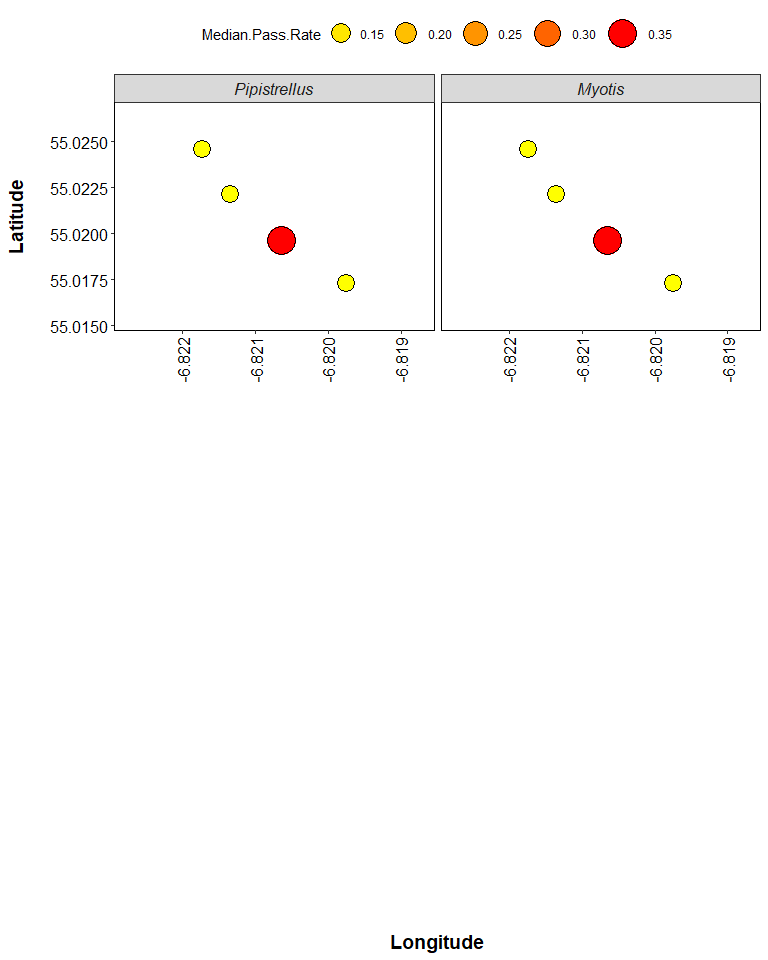 Median.Pass.Rate 0.15 0.20 0.25 0.30 0.35
Pipistrellus Myotis
Latitude
55.0250
55.0225
55.0200
55.0175
55.0150
-6.822 -6.821 -6.820 -6.819 -6.822 -6.821 -6.820 -6.819
Longitude